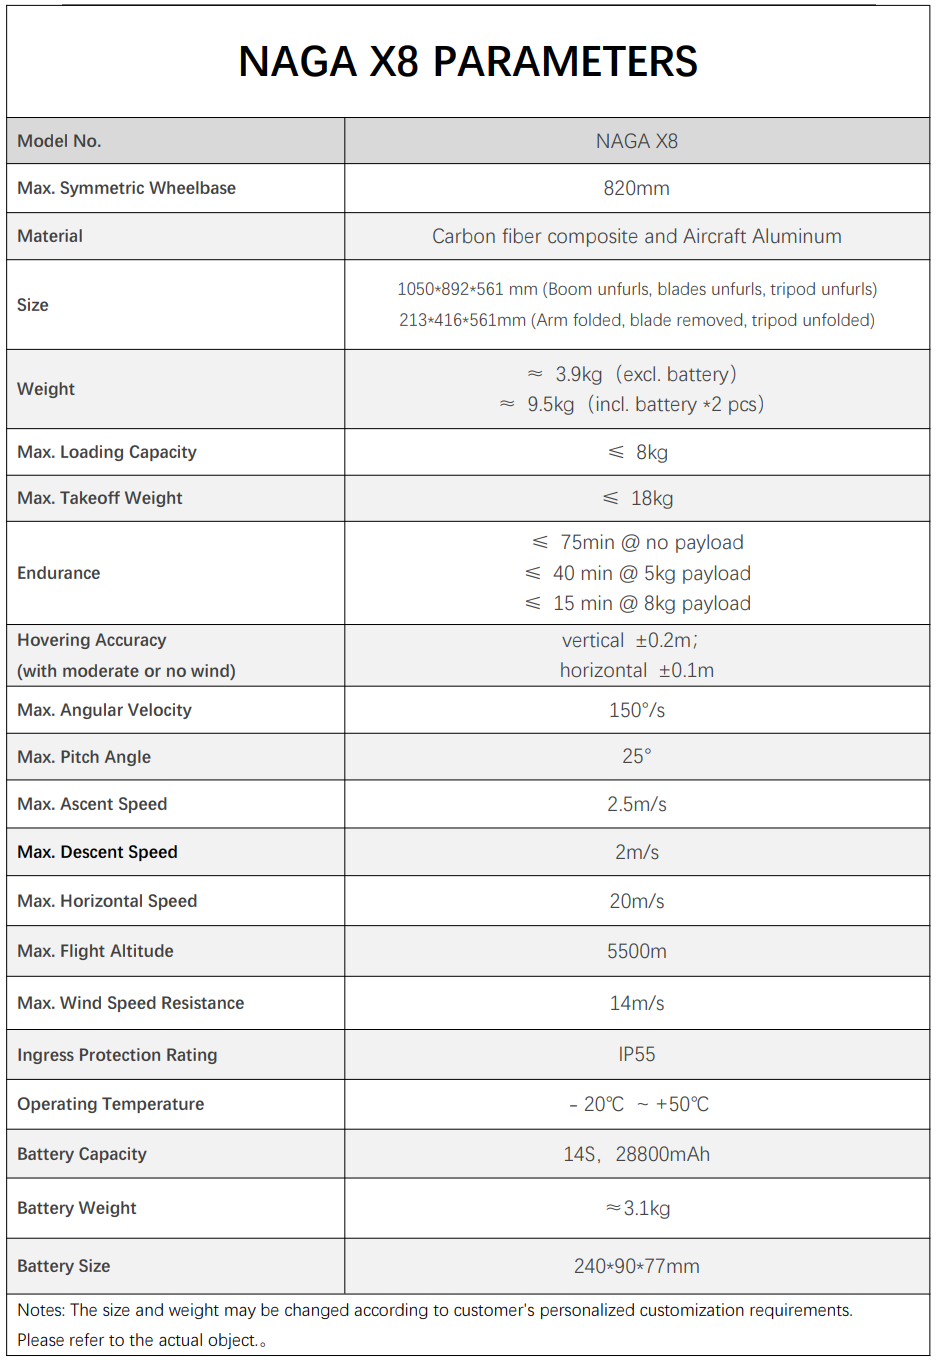 NAGA X8 PARAMETERS
Model No. NAGA X8
Max. Symmetric Wheelbase 820mm
Material Carbon fiber composite and Aircraft Aluminum
Size
1050*892*561 mm (Boom unfurls, blades unfurls, tripod unfurls)
213*416*561mm (Arm folded, blade removed, tripod unfolded)
Weight
≈ 3.9kg（excl. battery）
≈ 9.5kg（incl. battery *2 pcs）
Max. Loading Capacity ≤ 8kg
Max. Takeoff Weight ≤ 18kg
Endurance
≤ 75min @ no payload
≤ 40 min @ 5kg payload
≤ 15 min @ 8kg payload
Hovering Accuracy
(with moderate or no wind)
vertical ±0.2m；
horizontal ±0.1m
Max. Angular Velocity 150°/s
Max. Pitch Angle 25°
Max. Ascent Speed 2.5m/s
Max. Descent Speed 2m/s
Max. Horizontal Speed 20m/s
Max. Flight Altitude 5500m
Max. Wind Speed Resistance 14m/s
Ingress Protection Rating IP55
Operating Temperature －20℃ ~ +50℃
Battery Capacity 14S，28800mAh
Battery Weight ≈3.1kg
Battery Size 240*90*77mm
Notes: The size and weight may be changed according to customer's personalized customization requirements.
Please refer to the actual object.。